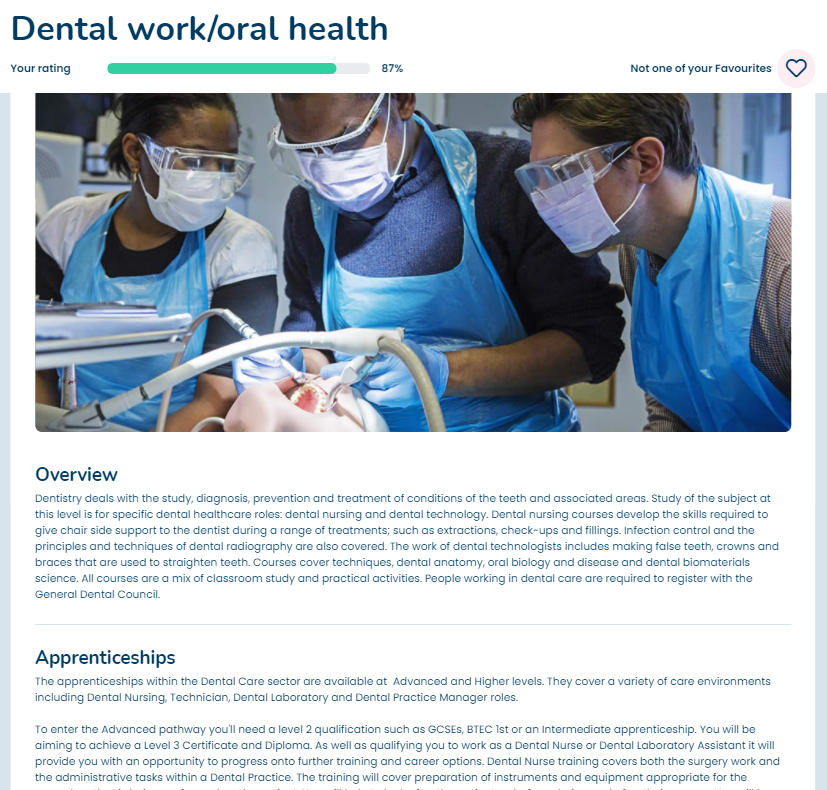 Dental work/oral health
Your rating 87% Not one of your Favourites
Overview
Dentistry deals with the study, diagnosis, prevention and treatment of conditions of the teeth and associated areas. Study of the subject at
this level is for specific dental healthcare roles: dental nursing and dental technology. Dental nursing courses develop the skills required to
give chair side support to the dentist during a range of treatments; such as extractions, check-ups and fillings. Infection control and the
principles and techniques of dental radiography are also covered. The work of dental technologists includes making false teeth, crowns and
braces that are used to straighten teeth. Courses cover techniques, dental anatomy, oral biology and disease and dental biomaterials
science. All courses are a mix of classroom study and practical activities. People working in dental care are required to register with the
General Dental Council.
Apprenticeships
The apprenticeships within the Dental Care sector are available at Advanced and Higher levels. They cover a variety of care environments
including Dental Nursing, Technician, Dental Laboratory and Dental Practice Manager roles.
To enter the Advanced pathway you'll need a level 2 qualification such as GCSEs, BTEC 1st or an Intermediate apprenticeship. You will be
aiming to achieve a Level 3 Certificate and Diploma. As well as qualifying you to work as a Dental Nurse or Dental Laboratory Assistant it will
provide you with an opportunity to progress onto further training and career options. Dental Nurse training covers both the surgery work and
the administrative tasks within a Dental Practice. The training will cover preparation of instruments and equipment appropriate for the